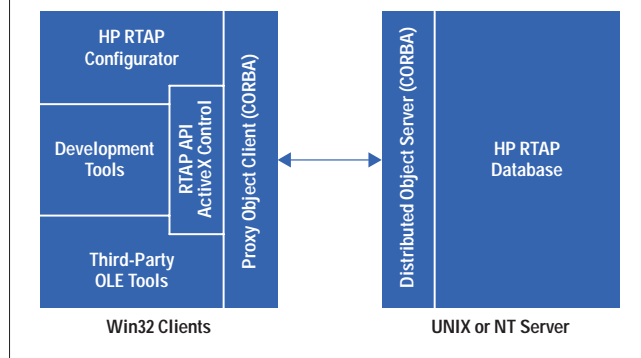 HP RTAP
Configurator
Development
Tools
Third-Party
OLE Tools
RTAP API
ActiveX Control
Proxy Object Client (CORBA)
Distributed Object Server (CORBA)
HP RTAP
Database
Win32 Clients
UNIX or NT Server